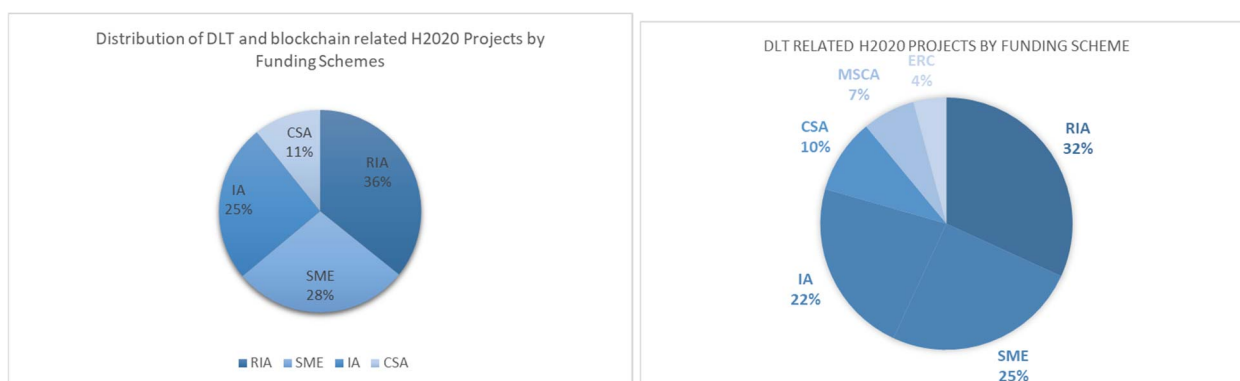 Distribution of DLT and blockchain related H2020 Projects by
Funding Schemes
CSA
11%
RIA
36%
IA
25%
SME
28%
RIA SME IA CSA
DLT RELATED H2020 PROJECTS BY FUNDING SCHEME
ERC
4%
MSCA
7%
CSA
10%
RIA
32%
IA
22%
SME
25%